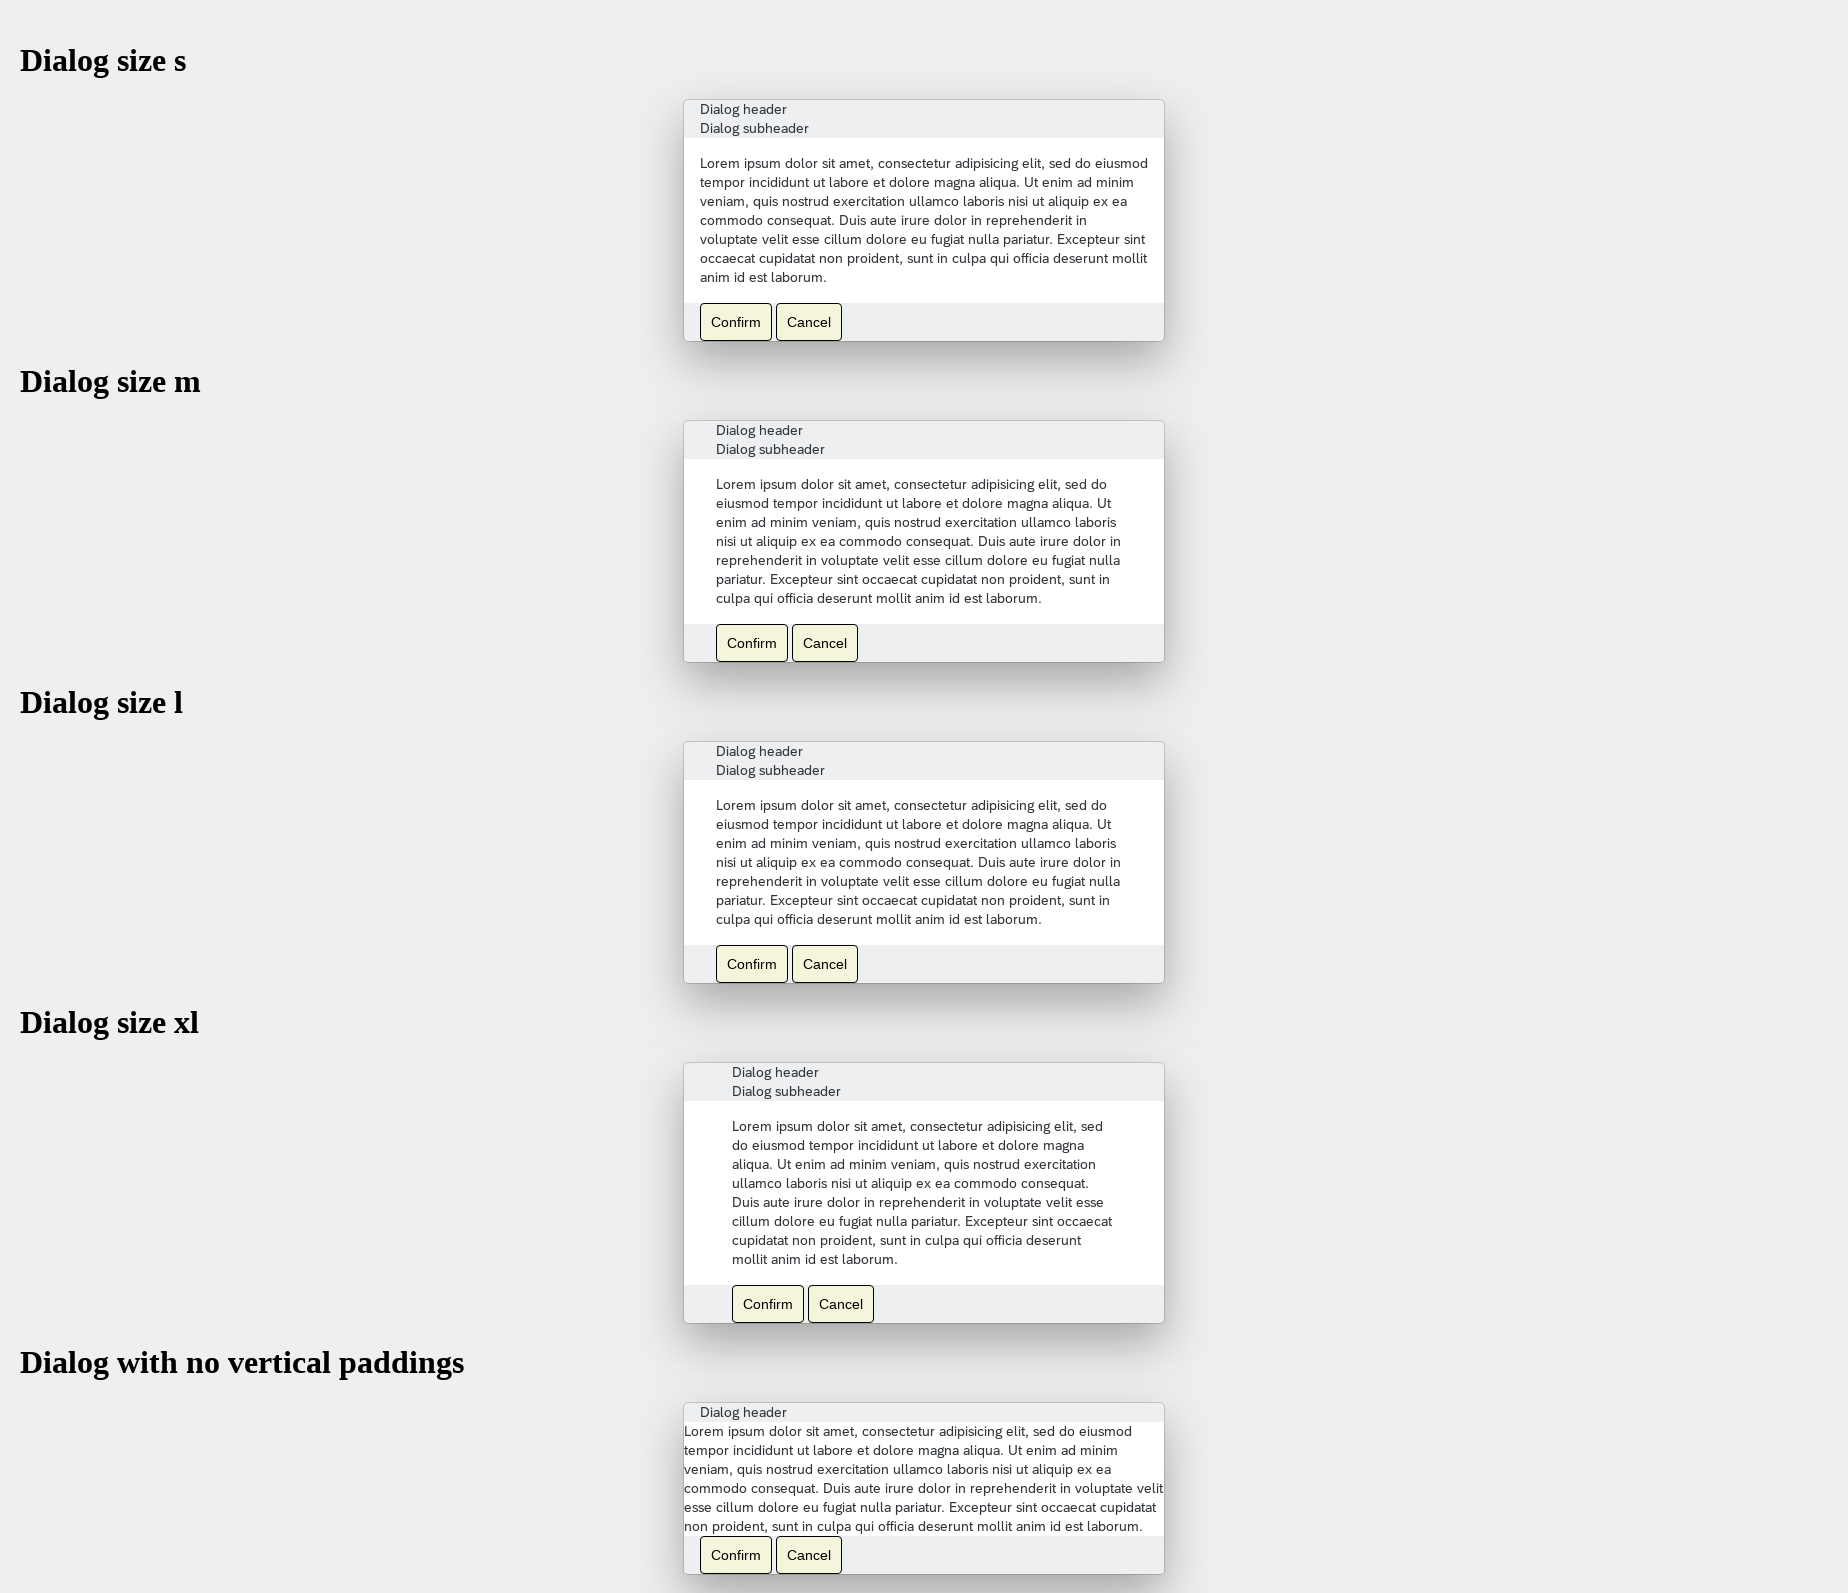 Dialog size s
Dialog header
Dialog subheader
Lorem ipsum dolor sit amet, consectetur adipisicing elit, sed do eiusmod
tempor incididunt ut labore et dolore magna aliqua. Ut enim ad minim
veniam, quis nostrud exercitation ullamco laboris nisi ut aliquip ex ea
commodo consequat. Duis aute irure dolor in reprehenderit in
voluptate velit esse cillum dolore eu fugiat nulla pariatur. Excepteur sint
occaecat cupidatat non proident, sunt in culpa qui officia deserunt mollit
anim id est laborum.
Confirm Cancel
Dialog size m
Dialog header
Dialog subheader
Lorem ipsum dolor sit amet, consectetur adipisicing elit, sed do
eiusmod tempor incididunt ut labore et dolore magna aliqua. Ut
enim ad minim veniam, quis nostrud exercitation ullamco laboris
nisi ut aliquip ex ea commodo consequat. Duis aute irure dolor in
reprehenderit in voluptate velit esse cillum dolore eu fugiat nulla
pariatur. Excepteur sint occaecat cupidatat non proident, sunt in
culpa qui officia deserunt mollit anim id est laborum.
Confirm Cancel
Dialog size l
Dialog header
Dialog subheader
Lorem ipsum dolor sit amet, consectetur adipisicing elit, sed do
eiusmod tempor incididunt ut labore et dolore magna aliqua. Ut
enim ad minim veniam, quis nostrud exercitation ullamco laboris
nisi ut aliquip ex ea commodo consequat. Duis aute irure dolor in
reprehenderit in voluptate velit esse cillum dolore eu fugiat nulla
pariatur. Excepteur sint occaecat cupidatat non proident, sunt in
culpa qui officia deserunt mollit anim id est laborum.
Confirm Cancel
Dialog size xl
Dialog header
Dialog subheader
Lorem ipsum dolor sit amet, consectetur adipisicing elit, sed
do eiusmod tempor incididunt ut labore et dolore magna
aliqua. Ut enim ad minim veniam, quis nostrud exercitation
ullamco laboris nisi ut aliquip ex ea commodo consequat.
Duis aute irure dolor in reprehenderit in voluptate velit esse
cillum dolore eu fugiat nulla pariatur. Excepteur sint occaecat
cupidatat non proident, sunt in culpa qui officia deserunt
mollit anim id est laborum.
Confirm Cancel
Dialog with no vertical paddings
Dialog header
Lorem ipsum dolor sit amet, consectetur adipisicing elit, sed do eiusmod
tempor incididunt ut labore et dolore magna aliqua. Ut enim ad minim
veniam, quis nostrud exercitation ullamco laboris nisi ut aliquip ex ea
commodo consequat. Duis aute irure dolor in reprehenderit in voluptate velit
esse cillum dolore eu fugiat nulla pariatur. Excepteur sint occaecat cupidatat
non proident, sunt in culpa qui officia deserunt mollit anim id est laborum.
Confirm Cancel